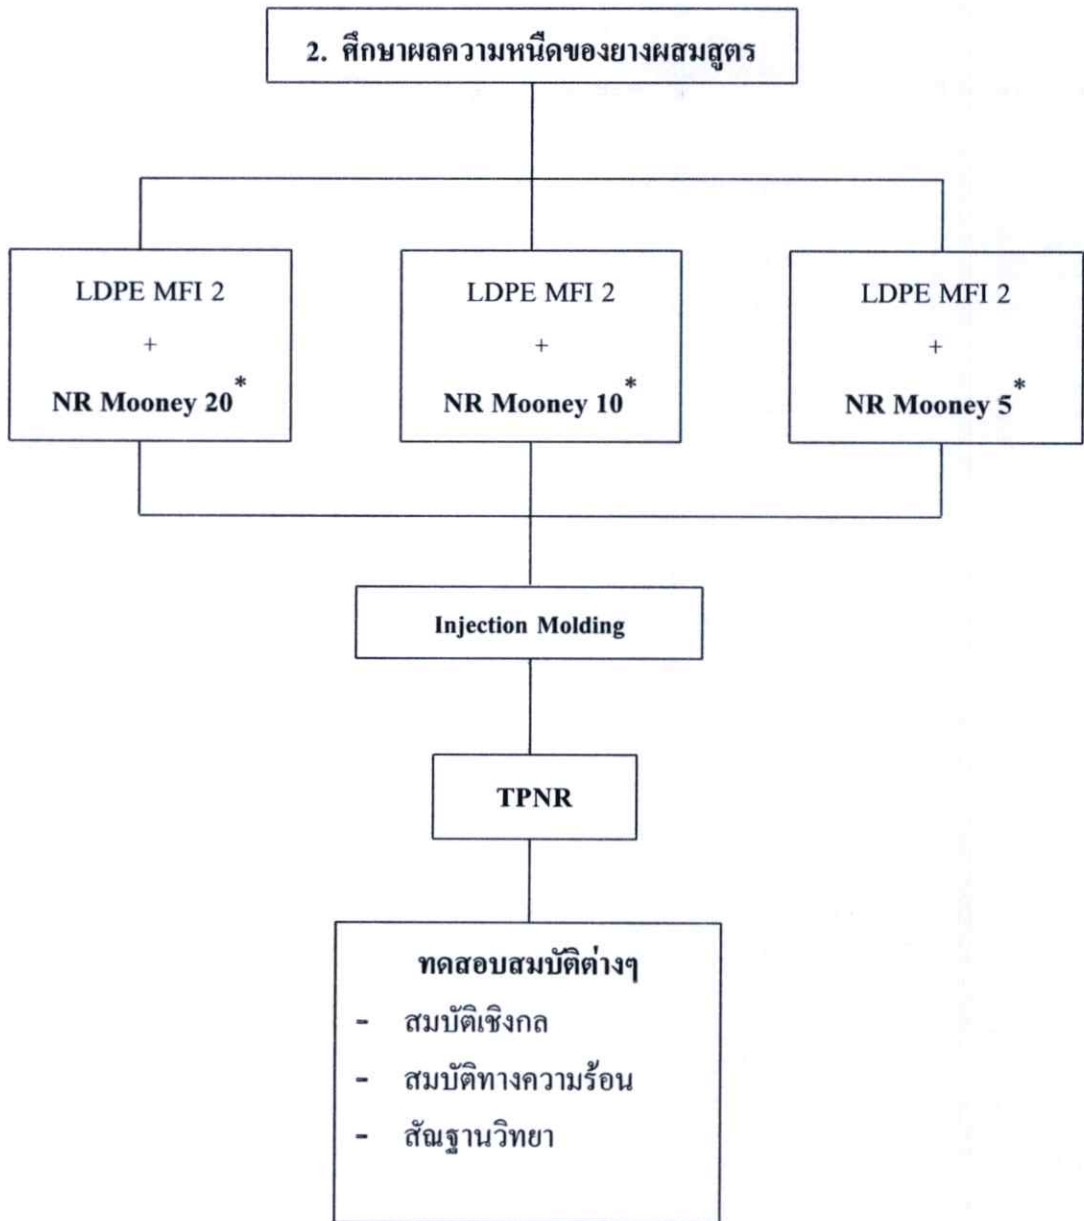 2. ศึกษาผลความหนืดของยางผสมสูตร
LDPE MFI 2
+
NR Mooney 20*
LDPE MFI 2
+
NR Mooney 10*
LDPE MFI 2
+
NR Mooney 5*
Injection Molding
TPNR
ทดสอบสมบัติต่างๆ
- สมบัติเชิงกล
- สมบัติทางความร้อน
- สัณฐานวิทยา